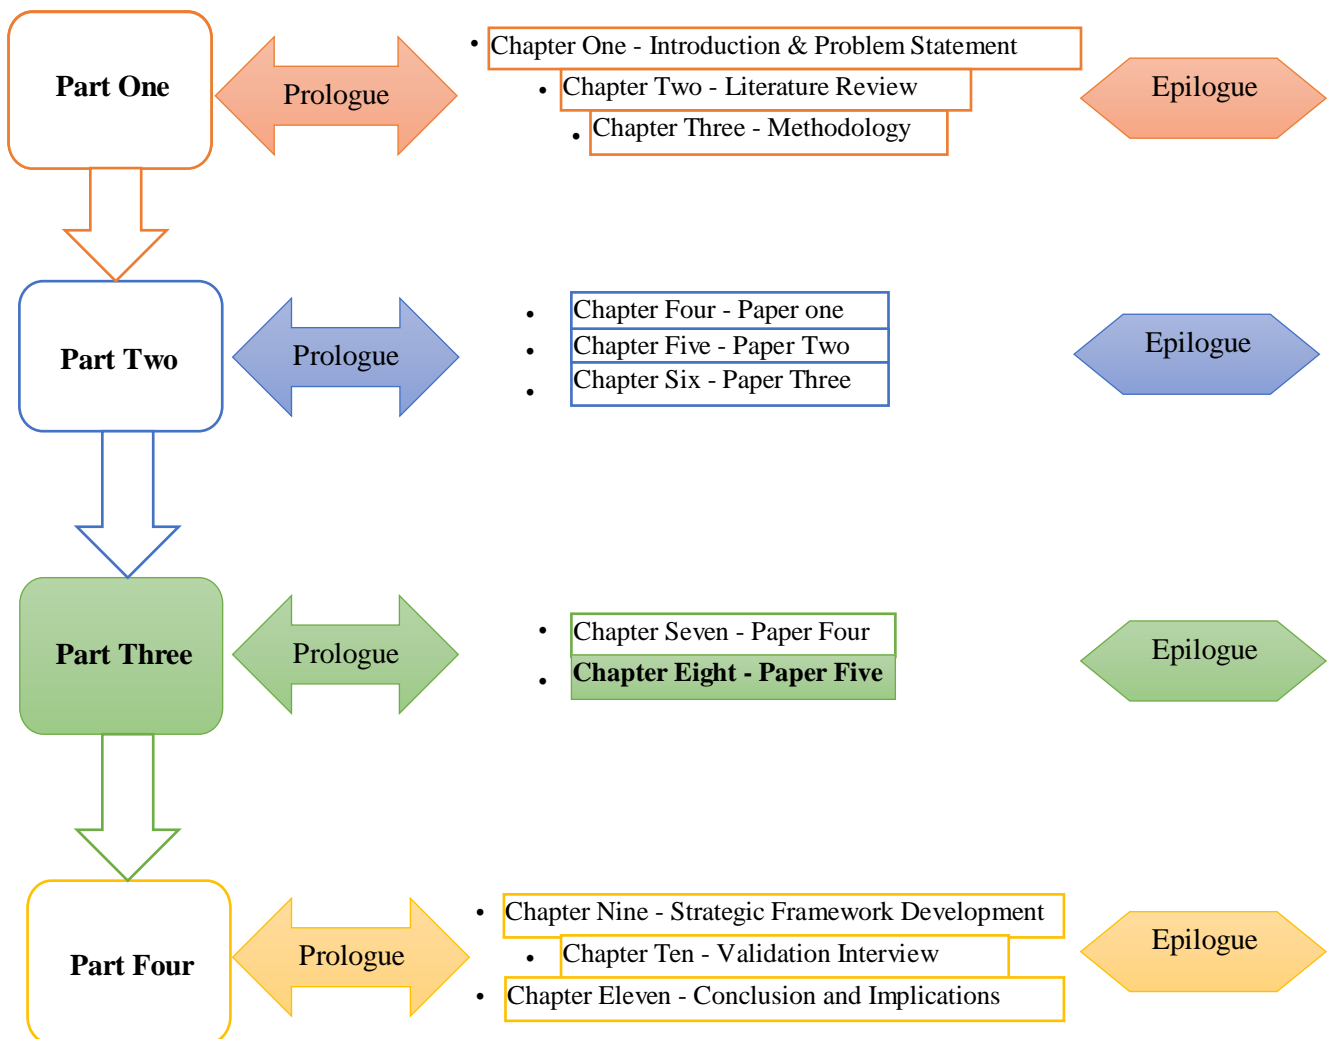 Part One
Prologue
• Chapter One - Introduction & Problem Statement
• Chapter Two - Literature Review
• Chapter Three - Methodology
Epilogue
Part Two
Prologue
• Chapter Four - Paper one
• Chapter Five - Paper Two
• Chapter Six - Paper Three
Epilogue
Part Three
Prologue
• Chapter Seven - Paper Four
• Chapter Eight - Paper Five
Epilogue
Part Four
Prologue
• Chapter Nine - Strategic Framework Development
• Chapter Ten - Validation Interview
• Chapter Eleven - Conclusion and Implications
Epilogue